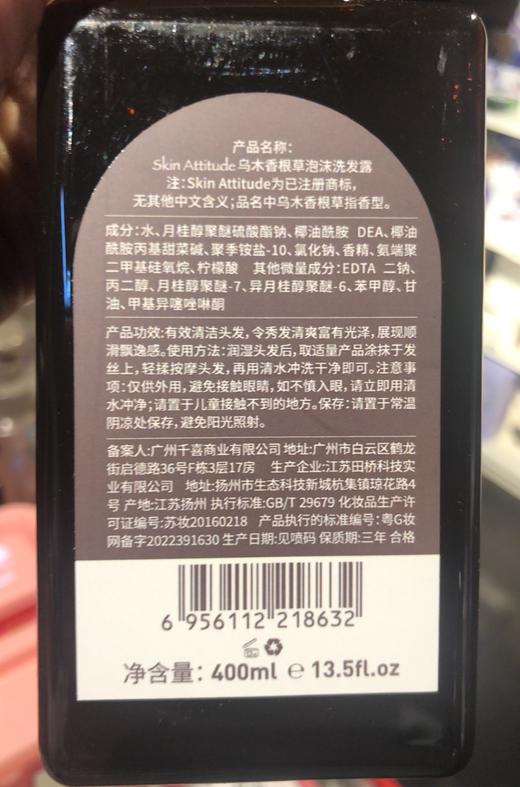 产品名称：
Skin Attitude乌木香根草泡沫洗发露
注：Skin Attitude为已注册商标，
无其他中文含义；品名中乌木香根草指香型。
成分：水、月桂醇聚醚硫酸酯钠、椰油酰胺 DEA、椰油
酰胺丙基甜菜碱、聚季铵盐-10、氯化钠、香精、氨端聚
二甲基硅氧烷、柠檬酸 其他微量成分：EDTA 二钠、
丙二醇、月桂醇聚醚-7、异月桂醇聚醚-6、苯甲醇、甘
油、甲基异噻唑啉酮
产品功效：有效清洁头发，令秀发清爽富有光泽，展现顺
滑飘逸感。使用方法：润湿头发后，取适量产品涂抹于发
丝上，轻揉按摩头发，再用清水冲洗干净即可。注意事
项：仅供外用，避免接触眼睛，如不慎入眼，请立即用清
水冲净；请置于儿童接触不到的地方。保存：请置于常温
阴凉处保存，避免阳光照射。
备案人：广州千喜商业有限公司 地址：广州市白云区鹤龙
街启德路36号F栋3层17房 生产企业：江苏田桥科技实
业有限公司 地址：扬州市生态科技新城杭集镇琼花路4
号 产地：江苏扬州 执行标准：GB/T 29679 化妆品生产许
可证编号：苏妆20160218 产品执行的标准编号：粤G妆
网备字2022391630 生产日期：见喷码 保质期：三年 合格
6 956112 218632
净含量：400ml ℮ 13.5fl.oz